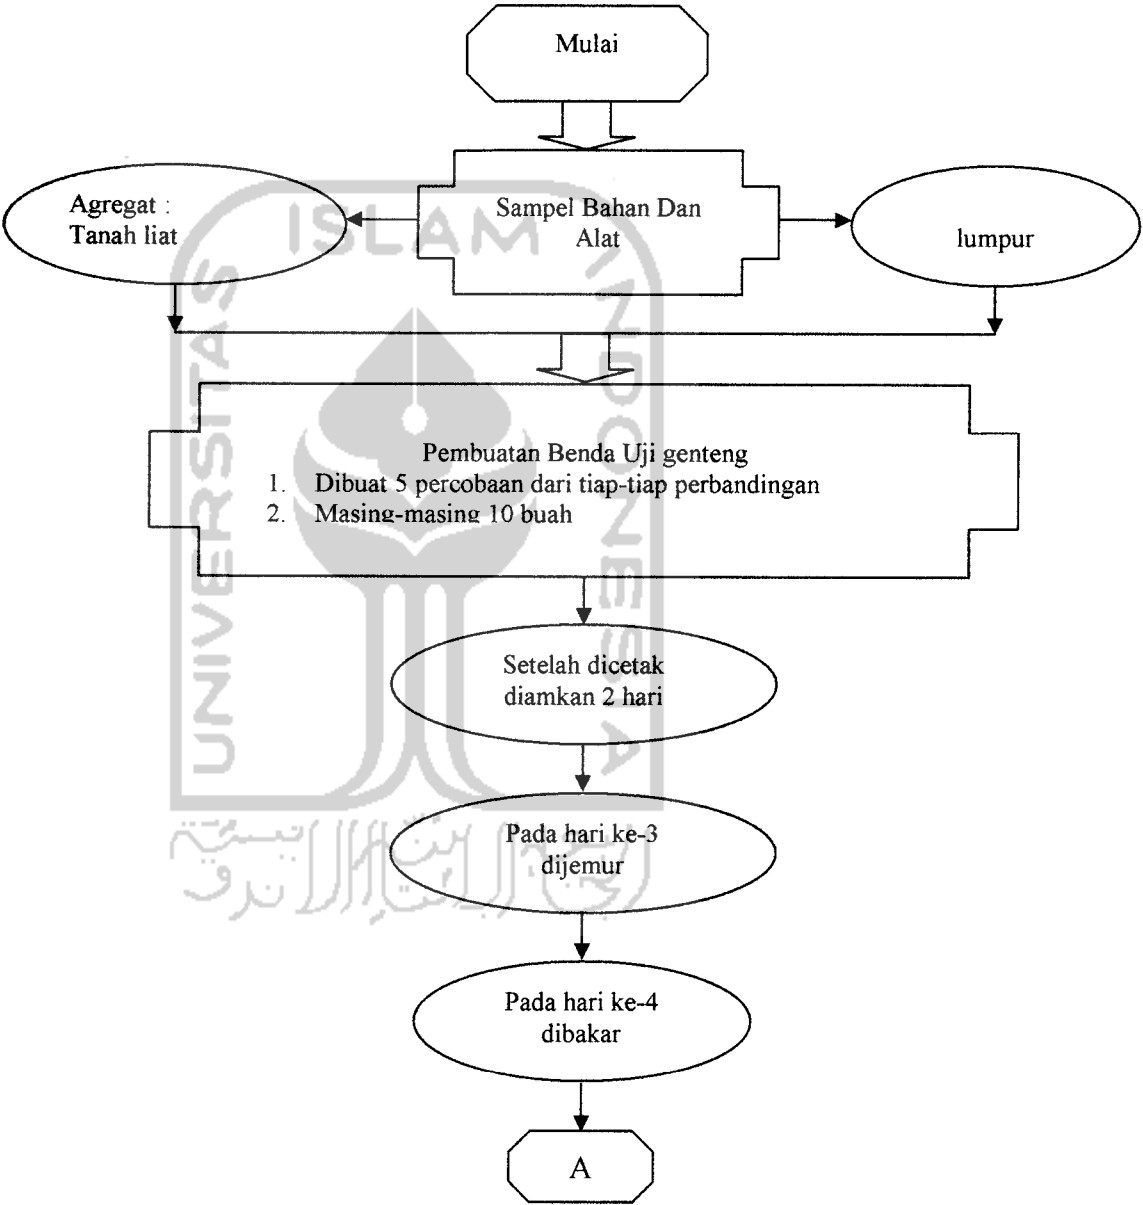 Mulai
Agregat :
Tanah liat
Sampel Bahan Dan
Alat
lumpur
ISLAM
UNIVERSITAS
INDONESIA
Pembuatan Benda Uji genteng
1. Dibuat 5 percobaan dari tiap-tiap perbandingan
2. Masing-masing 10 buah
Setelah dicetak
diamkan 2 hari
Pada hari ke-3
dijemur
Pada hari ke-4
dibakar
A